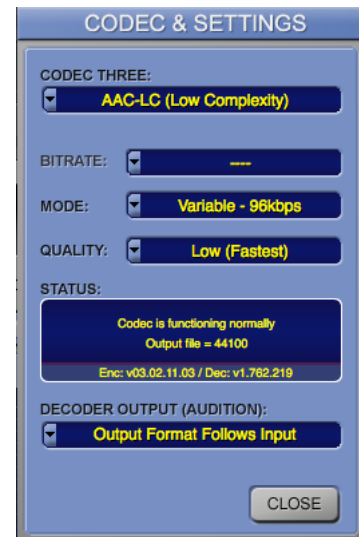 CODEC & SETTINGS
CODEC THREE:
AAC-LC (Low Complexity)
BITRATE: ----
MODE: Variable - 96kbps
QUALITY: Low (Fastest)
STATUS:
Codec is functioning normally
Output file = 44100
Enc: v03.02.11.03 / Dec: v1.762.219
DECODER OUTPUT (AUDITION):
Output Format Follows Input
CLOSE